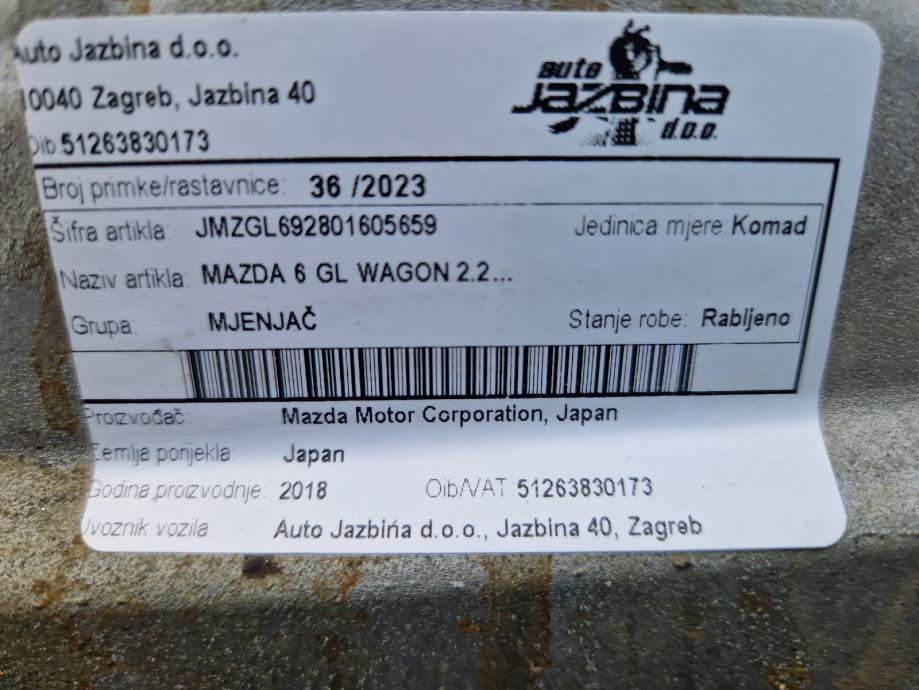 Auto Jazbina d.o.o.
10040 Zagreb, Jazbina 40
Oib:51263830173
auto
JAZBINA
d.o.o.
Broj primke/rastavnice: 36 /2023
Šifra artikla: JMZGL692801605659 Jedinica mjere: Komad
Naziv artikla: MAZDA 6 GL WAGON 2.2...
Grupa: MJENJAČ Stanje robe: Rabljeno
Proizvođač: Mazda Motor Corporation, Japan
Zemlja porijekla: Japan
Godina proizvodnje: 2018 Oib/VAT:51263830173
Uvoznik vozila: Auto Jazbina d.o.o., Jazbina 40, Zagreb